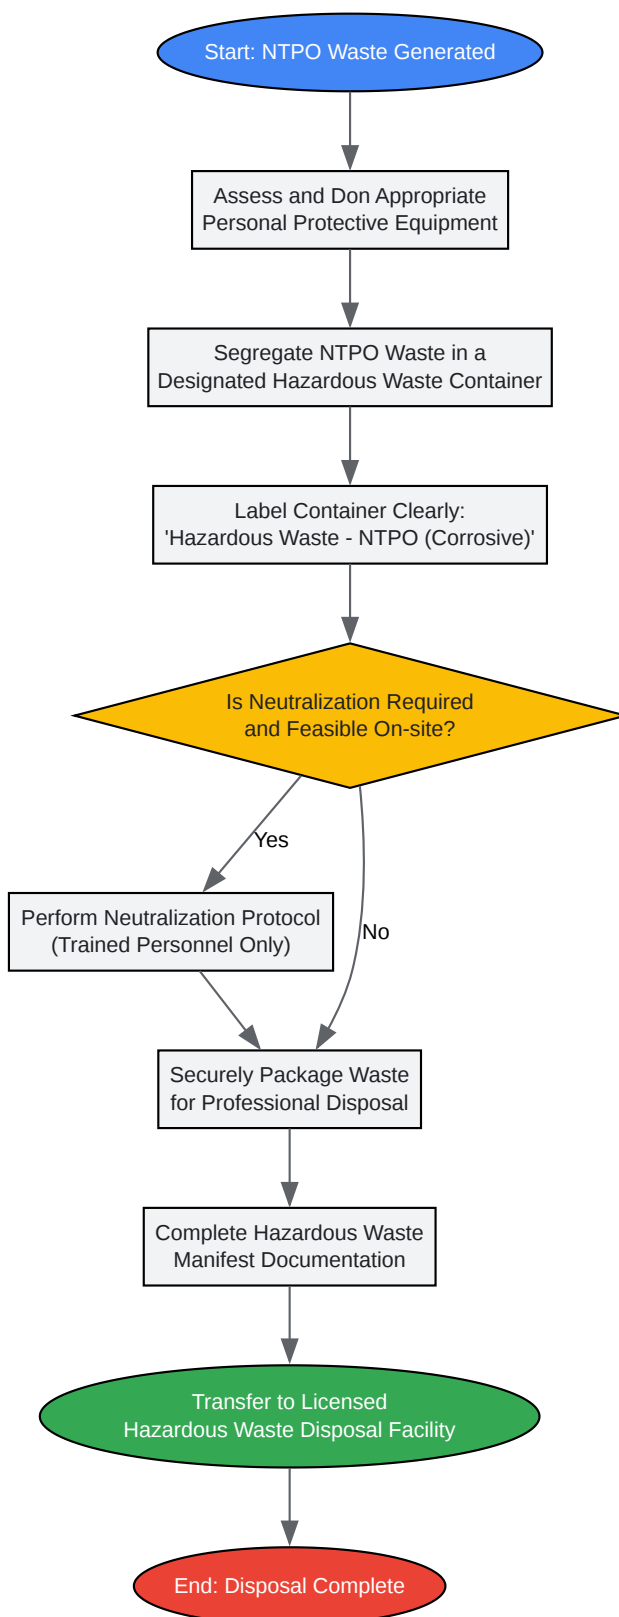 Start: NTPO Waste Generated
Assess and Don Appropriate
Personal Protective Equipment
Segregate NTPO Waste in a
Designated Hazardous Waste Container
Label Container Clearly:
'Hazardous Waste - NTPO (Corrosive)'
Is Neutralization Required
and Feasible On-site?
Yes
Perform Neutralization Protocol
(Trained Personnel Only)
No
Securely Package Waste
for Professional Disposal
Complete Hazardous Waste
Manifest Documentation
Transfer to Licensed
Hazardous Waste Disposal Facility
End: Disposal Complete